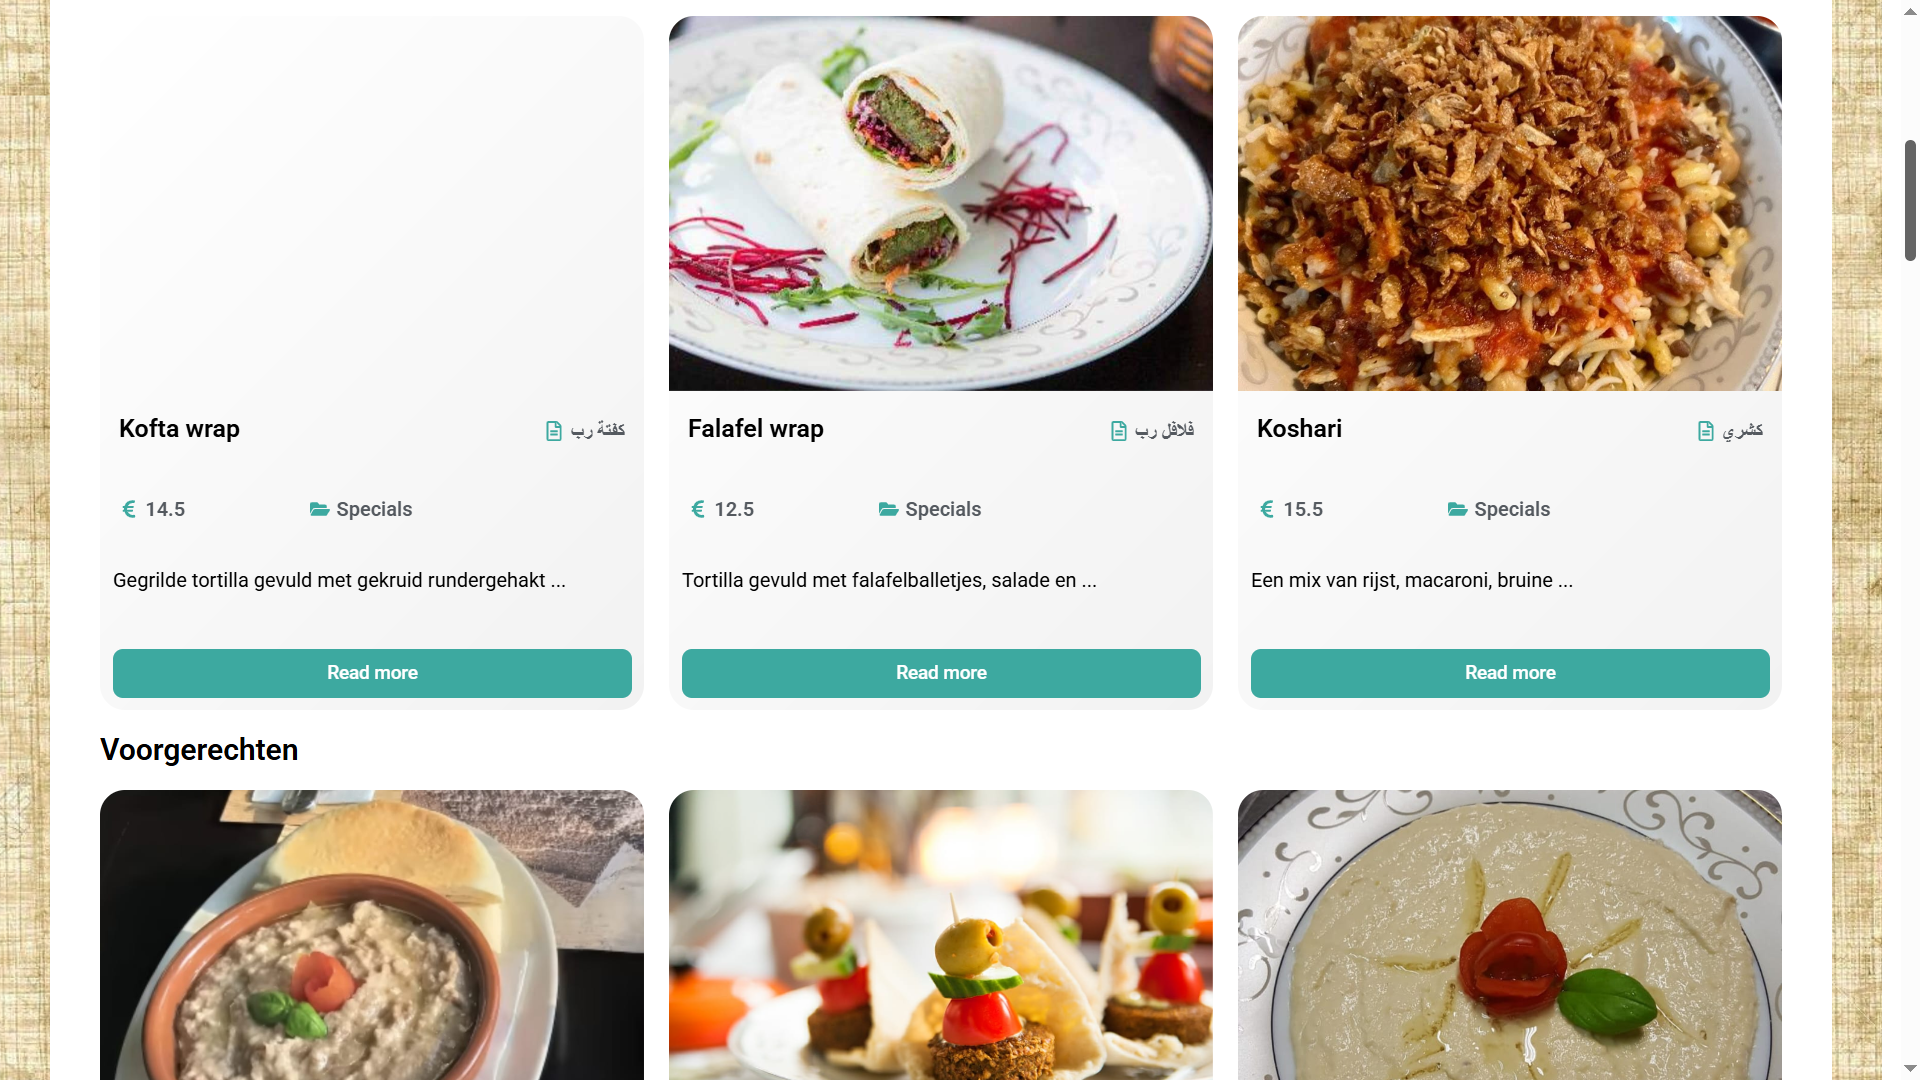 Kofta wrap
كفتة رب
€ 14.5
Specials
Gegrilde tortilla gevuld met gekruid rundergehakt ...
Read more
Falafel wrap
فلافل رب
€ 12.5
Specials
Tortilla gevuld met falafelballetjes, salade en ...
Read more
Koshari
كشري
€ 15.5
Specials
Een mix van rijst, macaroni, bruine ...
Read more
Voorgerechten